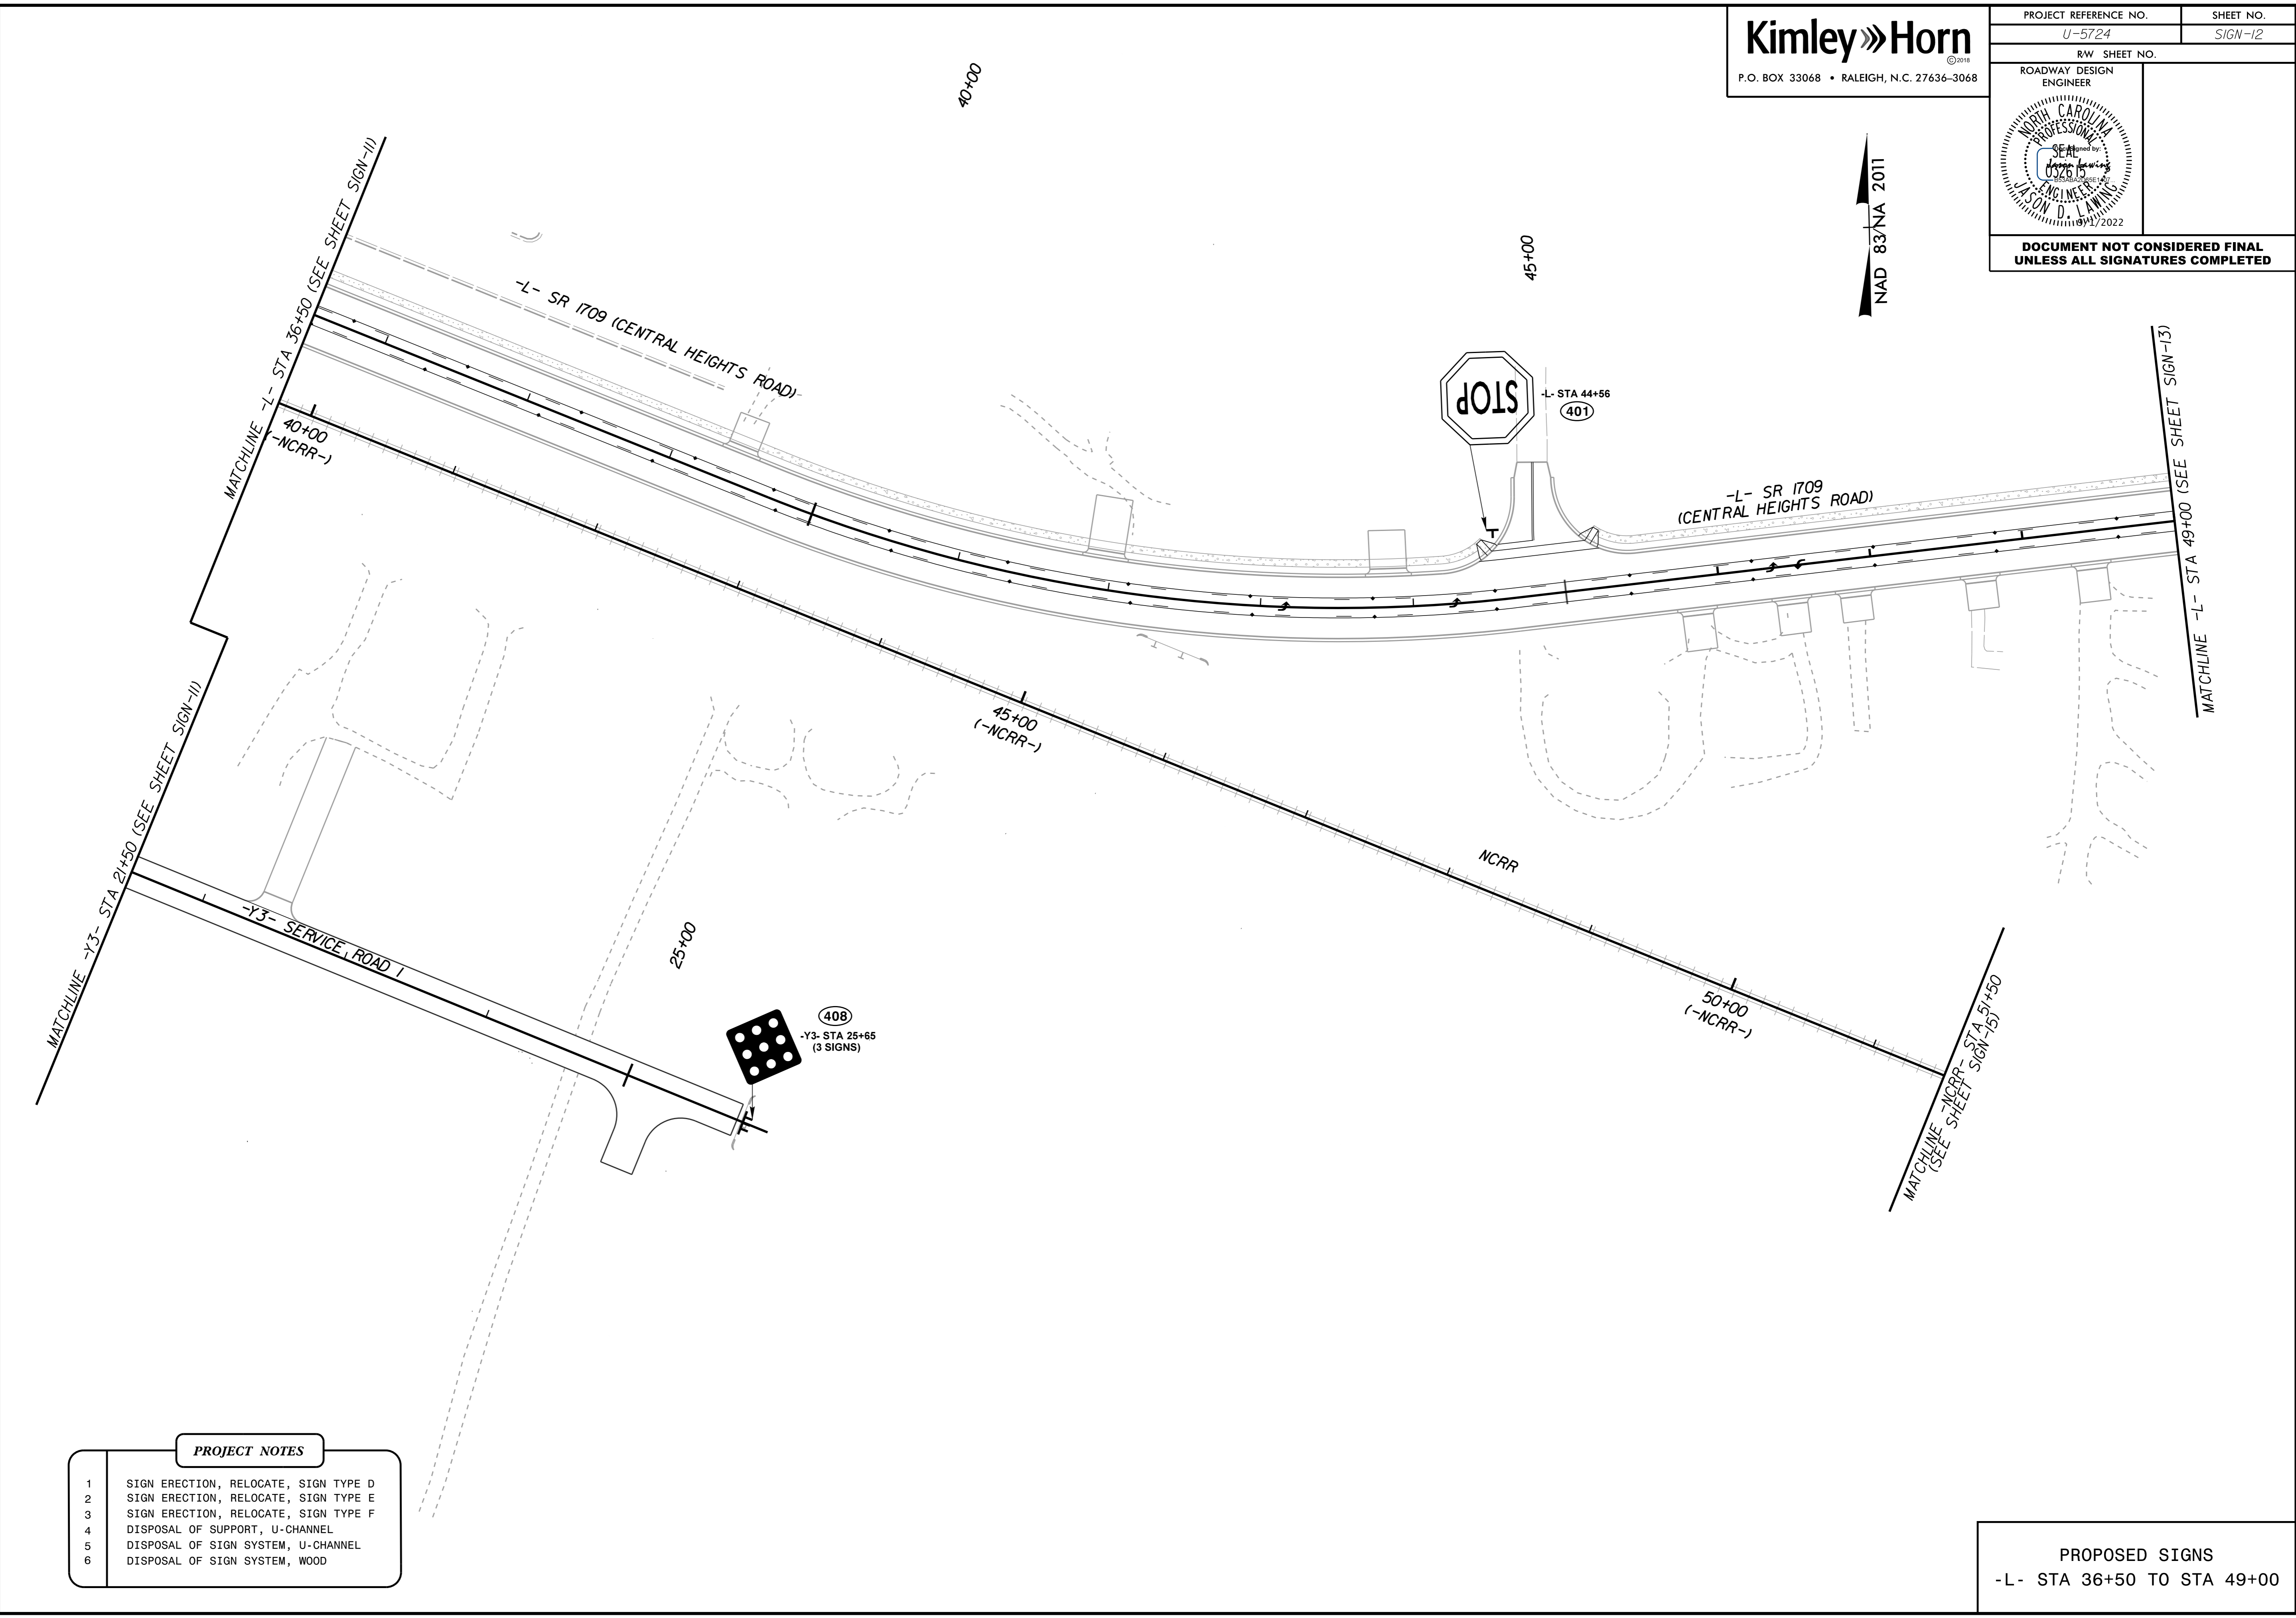 Kimley»Horn
© 2018
P.O. BOX 33068 • RALEIGH, N.C. 27636-3068
PROJECT REFERENCE NO.
SHEET NO.
U-5724
SIGN-12
R/W SHEET NO.
ROADWAY DESIGN
ENGINEER
NORTH CAROLINA
PROFESSIONAL
SEAL
032615
ENGINEER
JASON D. LAWING
DocuSigned by:
Jason Lawing
9/1/2022
DOCUMENT NOT CONSIDERED FINAL
UNLESS ALL SIGNATURES COMPLETED
NAD 83/NA 2011
40+00
45+00
MATCHLINE -L- STA 36+50 (SEE SHEET SIGN-11)
-L- SR 1709 (CENTRAL HEIGHTS ROAD)
40+00
(-NCRR-)
STOP
-L- STA 44+56
401
-L- SR 1709
(CENTRAL HEIGHTS ROAD)
MATCHLINE -L- STA 49+00 (SEE SHEET SIGN-13)
45+00
(-NCRR-)
NCRR
50+00
(-NCRR-)
MATCHLINE -NCRR- STA 51+50
(SEE SHEET SIGN-15)
MATCHLINE -Y3- STA 21+50 (SEE SHEET SIGN-11)
-Y3- SERVICE ROAD 1
25+00
408
-Y3- STA 25+65
(3 SIGNS)
PROJECT NOTES
1 SIGN ERECTION, RELOCATE, SIGN TYPE D
2 SIGN ERECTION, RELOCATE, SIGN TYPE E
3 SIGN ERECTION, RELOCATE, SIGN TYPE F
4 DISPOSAL OF SUPPORT, U-CHANNEL
5 DISPOSAL OF SIGN SYSTEM, U-CHANNEL
6 DISPOSAL OF SIGN SYSTEM, WOOD
PROPOSED SIGNS
-L- STA 36+50 TO STA 49+00